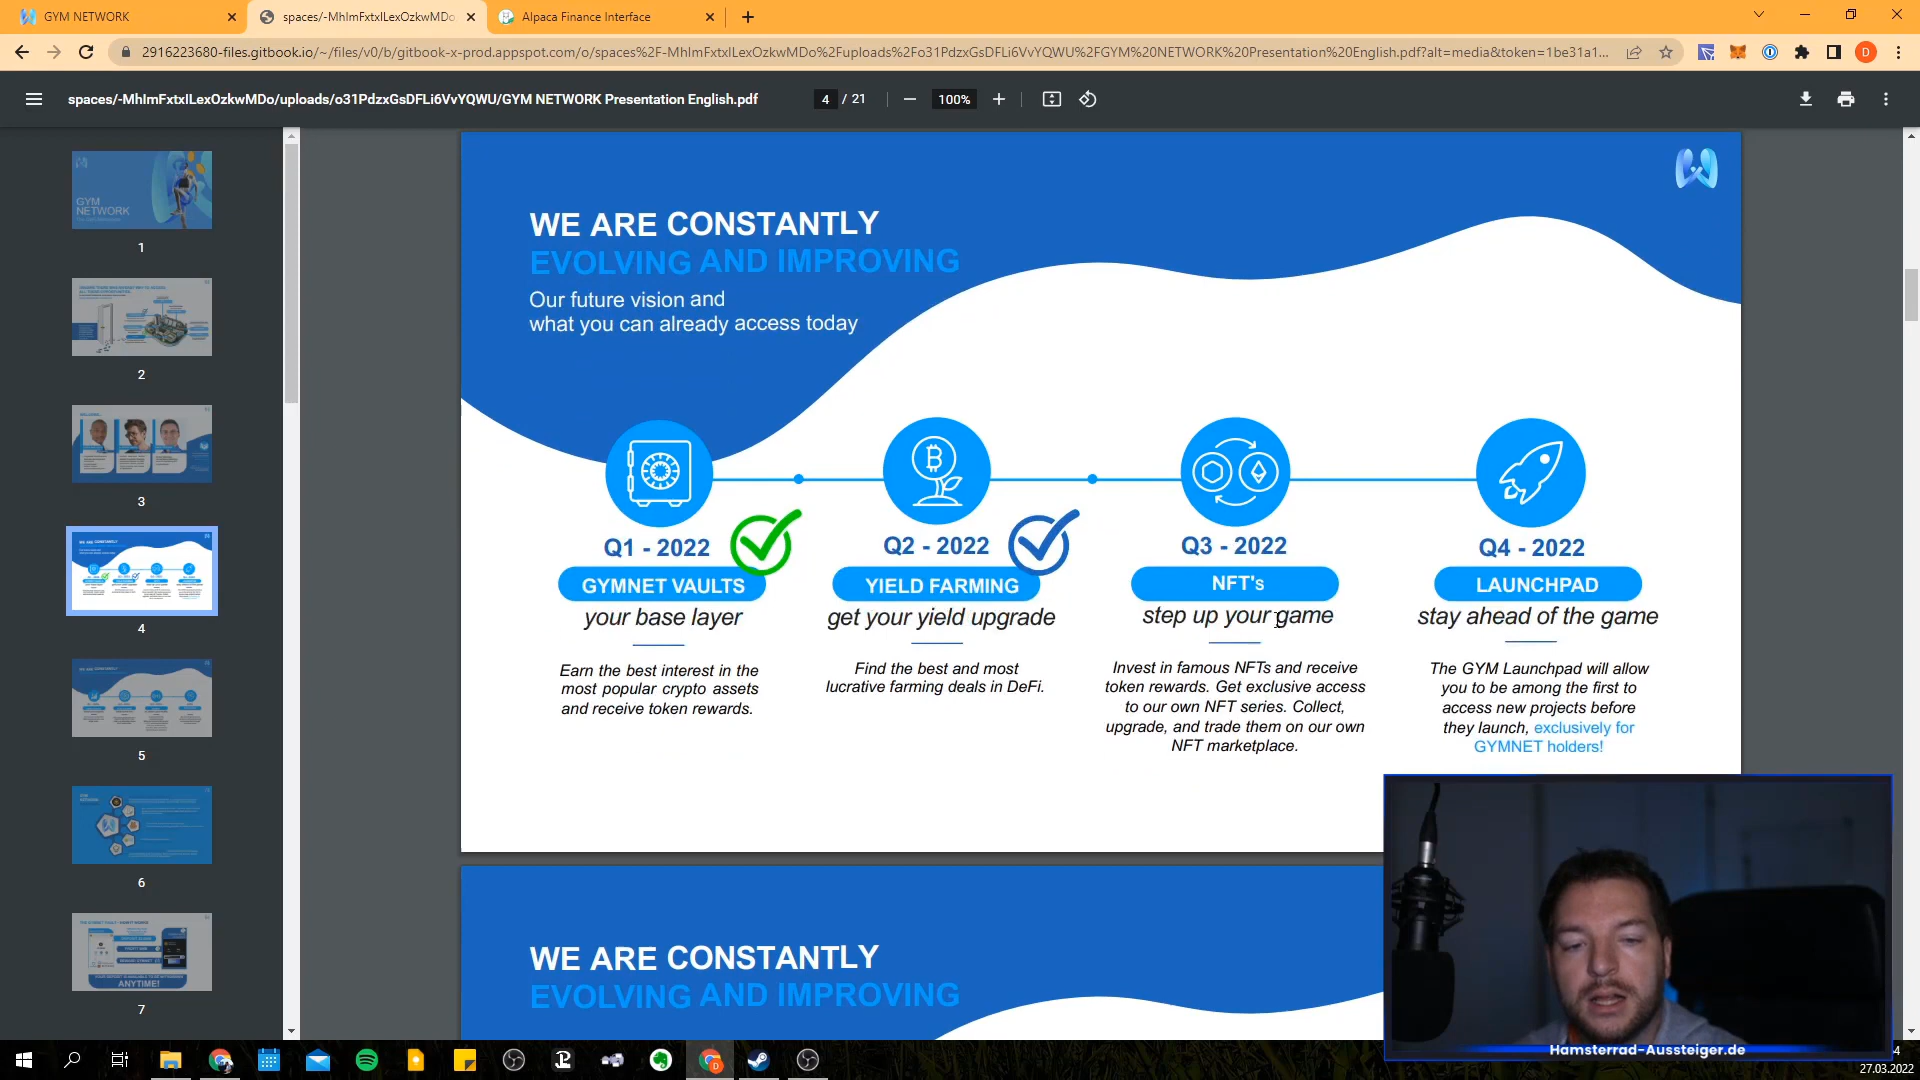 GYM NETWORK
spaces/-MhImFxtxILexOzkwMDo
Alpaca Finance Interface
2916223680-files.gitbook.io/~/files/v0/b/gitbook-x-prod.appspot.com/o/spaces%2F-MhImFxtxILexOzkwMDo%2Fuploads%2Fo31PdzxGsDFLi6VvYQWU%2FGYM%20NETWORK%20Presentation%20English.pdf?alt=media&token=1be31a1...
D
spaces/-MhImFxtxILexOzkwMDo/uploads/o31PdzxGsDFLi6VvYQWU/GYM NETWORK Presentation English.pdf
4 / 21
100%
GYM
NETWORK
1
2
3
4
5
6
ANYTIME!
7
WE ARE CONSTANTLY
EVOLVING AND IMPROVING
Our future vision and
what you can already access today
Q1 - 2022
GYMNET VAULTS
your base layer
Earn the best interest in the
most popular crypto assets
and receive token rewards.
Q2 - 2022
YIELD FARMING
get your yield upgrade
Find the best and most
lucrative farming deals in DeFi.
Q3 - 2022
NFT's
step up your game
Invest in famous NFTs and receive
token rewards. Get exclusive access
to our own NFT series. Collect,
upgrade, and trade them on our own
NFT marketplace.
Q4 - 2022
LAUNCHPAD
stay ahead of the game
The GYM Launchpad will allow
you to be among the first to
access new projects before
they launch, exclusively for
GYMNET holders!
WE ARE CONSTANTLY
EVOLVING AND IMPROVING
Hamsterrad-Aussteiger.de
27.03.2022